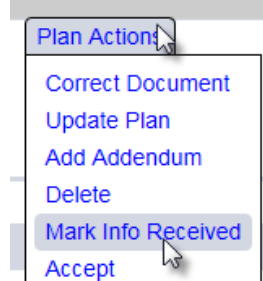 Plan Actions
Correct Document
Update Plan
Add Addendum
Delete
Mark Info Received
Accept